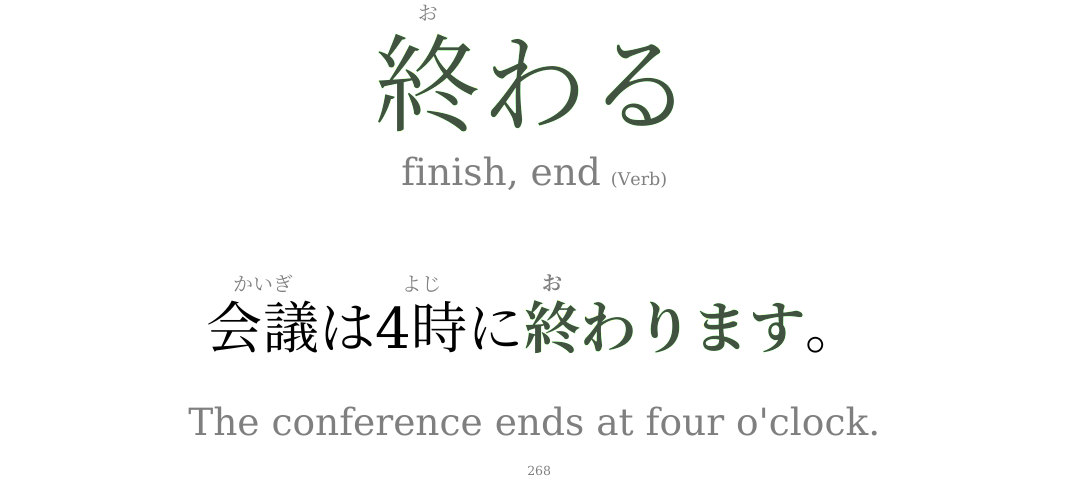 お
終わる
finish, end (Verb)
かいぎ よじ お
会議は4時に終わります。
The conference ends at four o'clock.
268